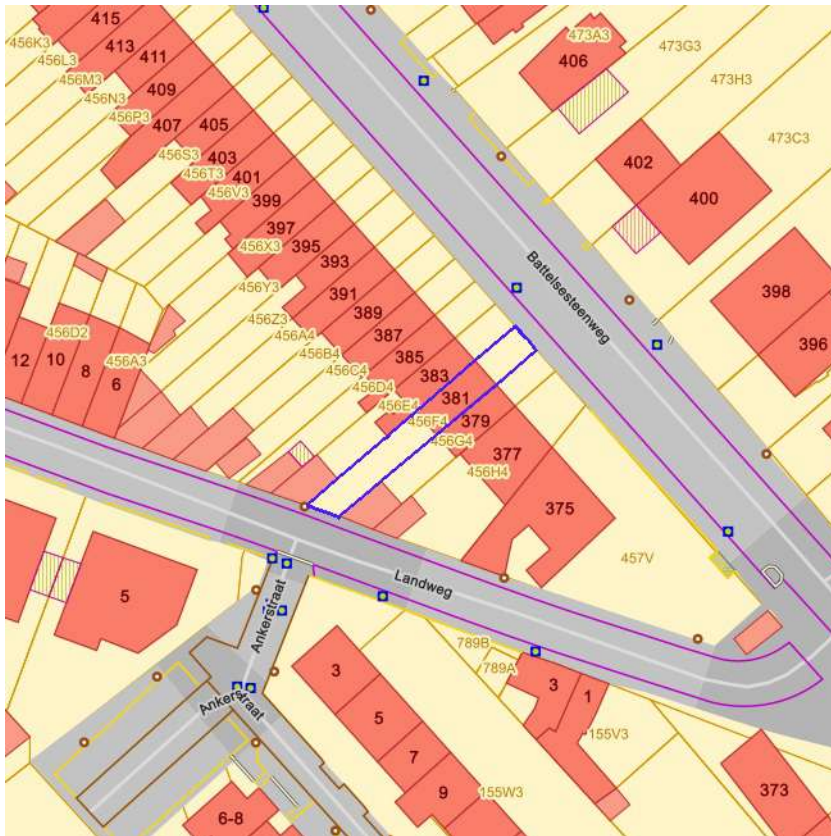 415
413
411
409
407
405
403
401
399
397
395
393
391
389
387
385
383
381
379
377
375
456K3
456L3
456M3
456N3
456P3
456S3
456T3
456V3
456X3
456Y3
456Z3
456A4
456B4
456C4
456D4
456E4
456F4
456G4
456H4
473A3
473G3
473H3
473C3
406
402
400
398
396
Battelsesteenweg
456D2
456A3
12
10
8
6
457V
Landweg
5
Ankerstraat
Ankerstraat
789B
789A
3
5
7
9
3
1
155V3
155W3
373
6-8